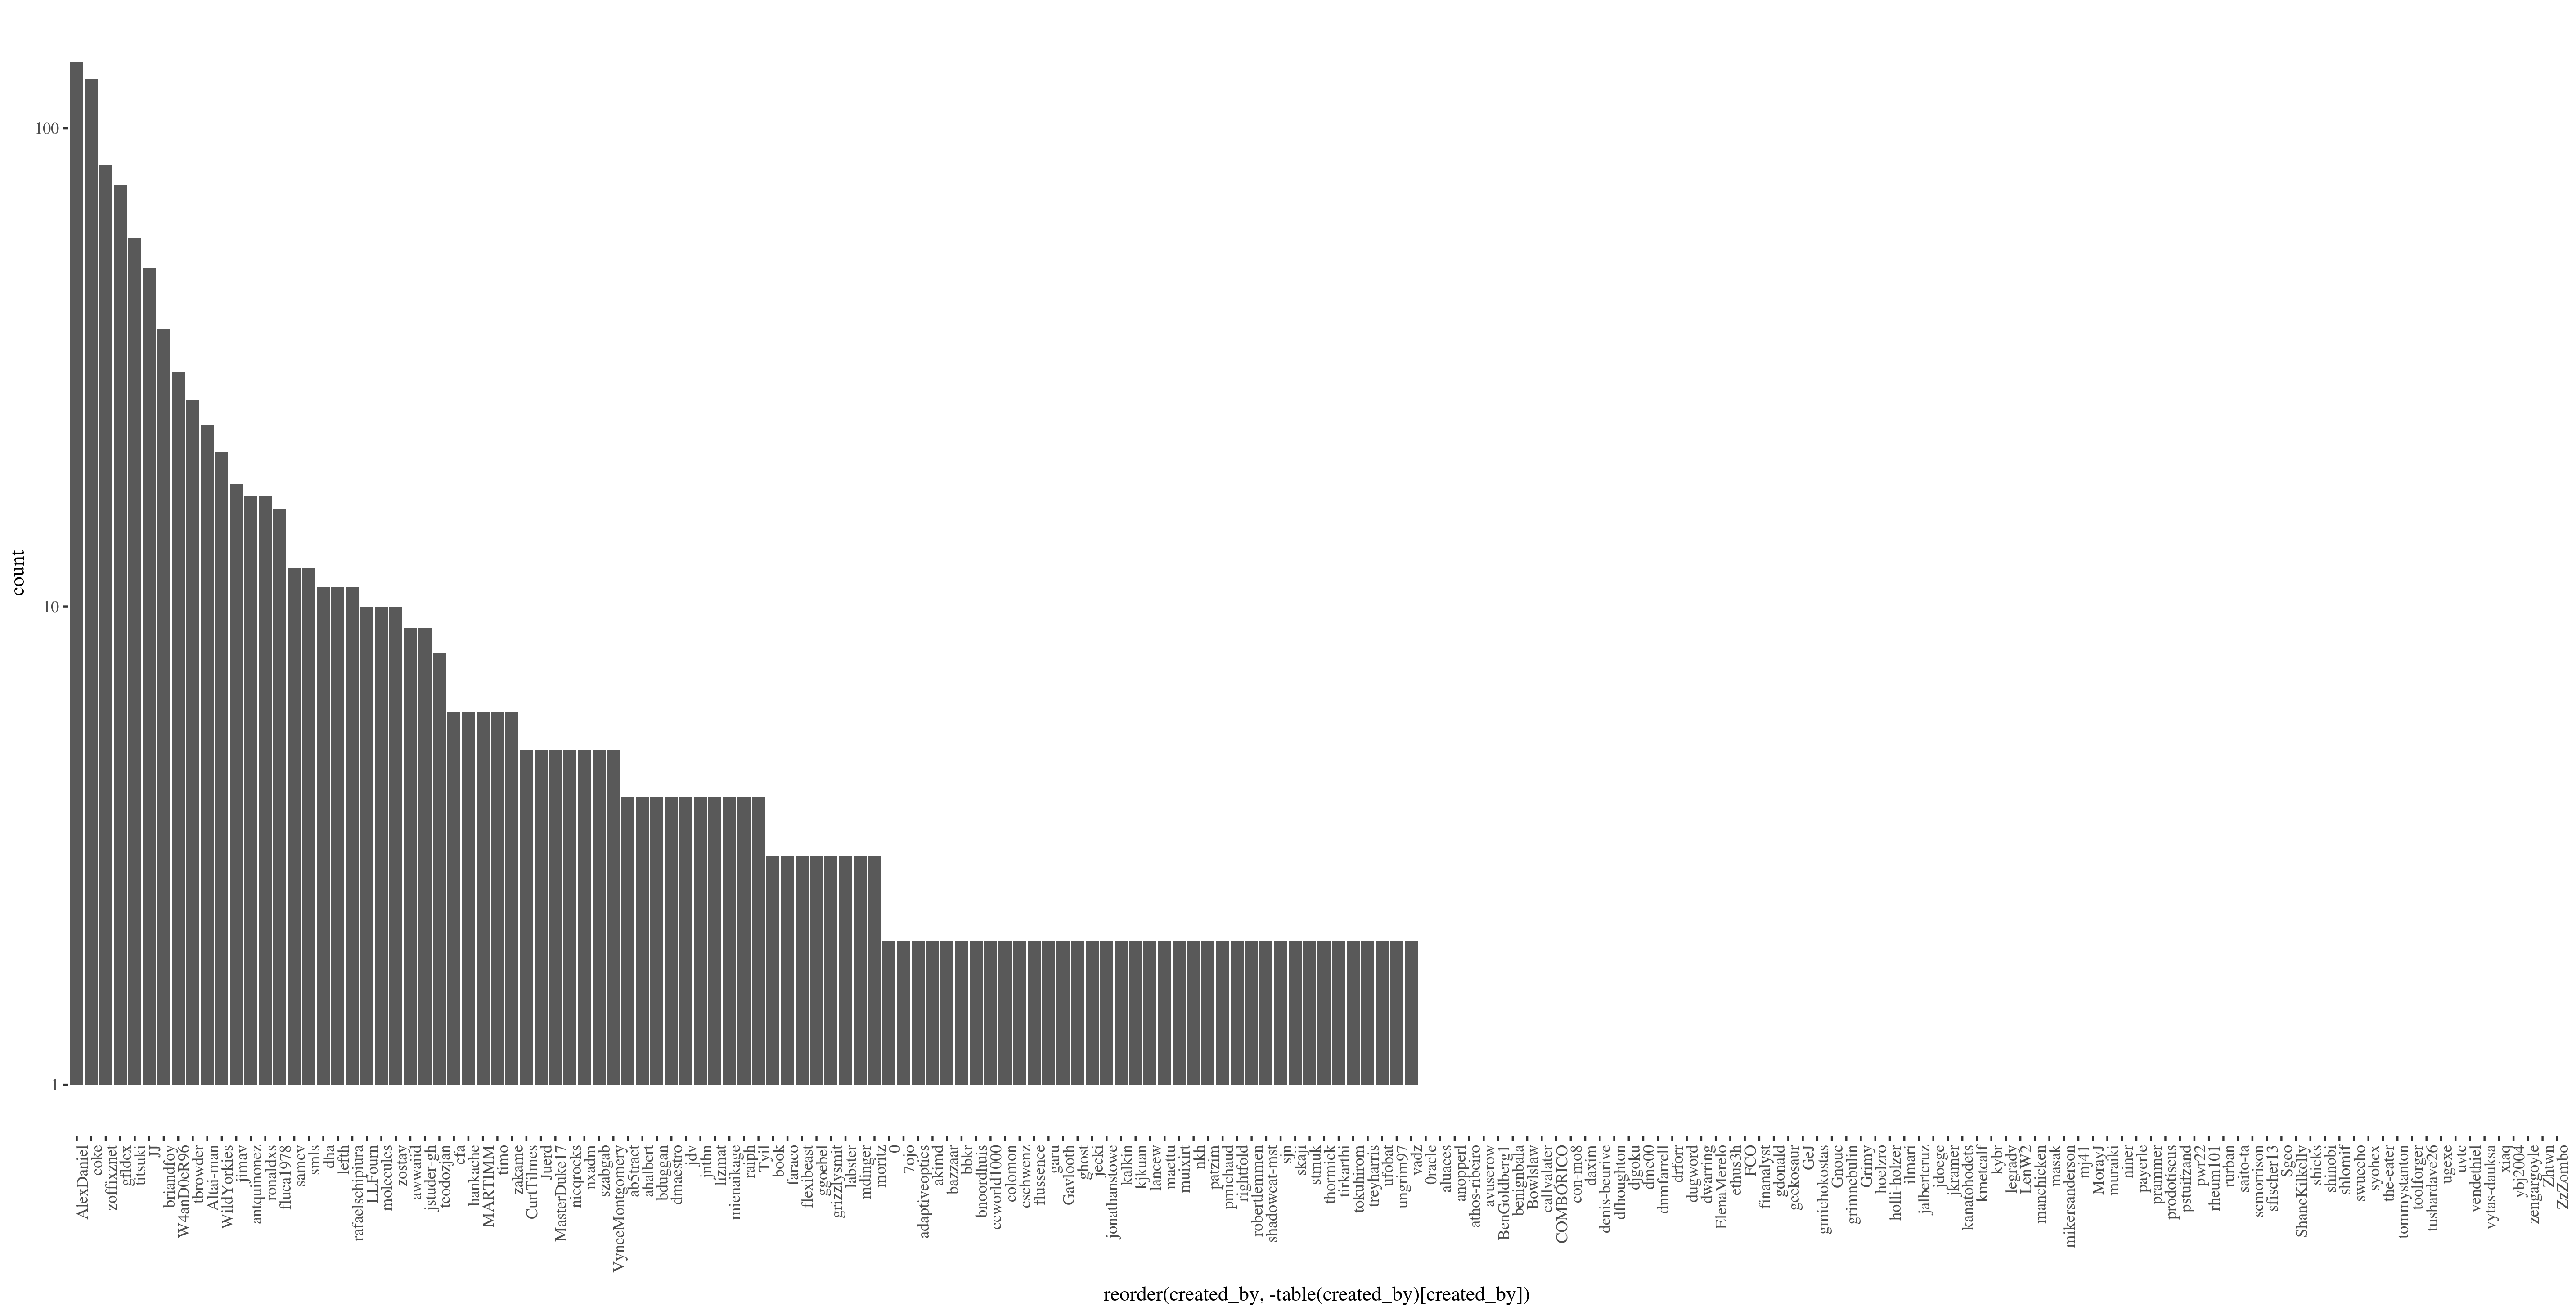 100
10
1
count
AlexDaniel
coke
zoffixznet
gfldex
titsuki
JJ
briandfoy
W4anD0eR96
tbrowder
Altai-man
WildYorkies
jimav
antquinonez
ronaldxs
fluca1978
samcv
smls
dha
lefth
rafaelschipiura
LLFourn
molecules
zostay
awwaiid
jstuder-gh
teodozjan
cfa
hankache
MARTIMM
timo
zakame
CurtTilmes
Juerd
MasterDuke17
nicqrocks
nxadm
szabgab
VynceMontgomery
ab5tract
ahalbert
bduggan
dmaestro
jdv
jnthn
lizmat
mienaikage
raiph
Tyil
book
faraco
flexibeast
ggoebel
grizzlysmit
labster
mdinger
moritz
0
7ojo
adaptiveoptics
akimd
bazzaar
bbkr
bnoordhuis
ccworld1000
colomon
cschwenz
flussence
garu
Gavlooth
ghost
jecki
jonathanstowe
kalkin
kjkuan
lancew
maettu
muixirt
nkh
patzim
pmichaud
rightfold
robertlemmen
shadowcat-mst
sjn
skaji
stmuk
thormick
tirkarthi
tokuhirom
treyharris
ufobat
ungrim97
vadz
0racle
aluaces
anoperl
athos-ribeiro
avuserow
BenGoldberg1
benignbala
Bowlslaw
callyalater
COMBORICO
con-mo8
daxim
denis-beurive
dfhoughton
djgoku
dmc00
dnmfarrell
drforr
dugword
dwarring
ElenaMerelo
ethus3h
FCO
finanalyst
gdonald
geekosaur
GeJ
gmichokostas
Gnouc
grimnebulin
Grimy
hoelzro
holli-holzer
ilmari
jalbertcruz
jdoege
jkramer
kanatohodets
kmetcalf
kybr
legrady
LenW2
manchicken
masak
mikersanderson
mj41
MorayJ
muraiki
ninr
payerle
prammer
prodotiscus
pstuifzand
pwr22
rheum101
rurban
saito-ta
scmorrison
sfischer13
Sgeo
ShaneKilkelly
shicks
shinobi
shlomif
swuecho
syohex
the-eater
tommystanton
toolforger
tushardave26
ugexe
uvtc
vendethiel
vytas-dauksa
xiaq
ybj2004
zengargoyle
Zhiwn
ZzZombo
reorder(created_by, -table(created_by)[created_by])